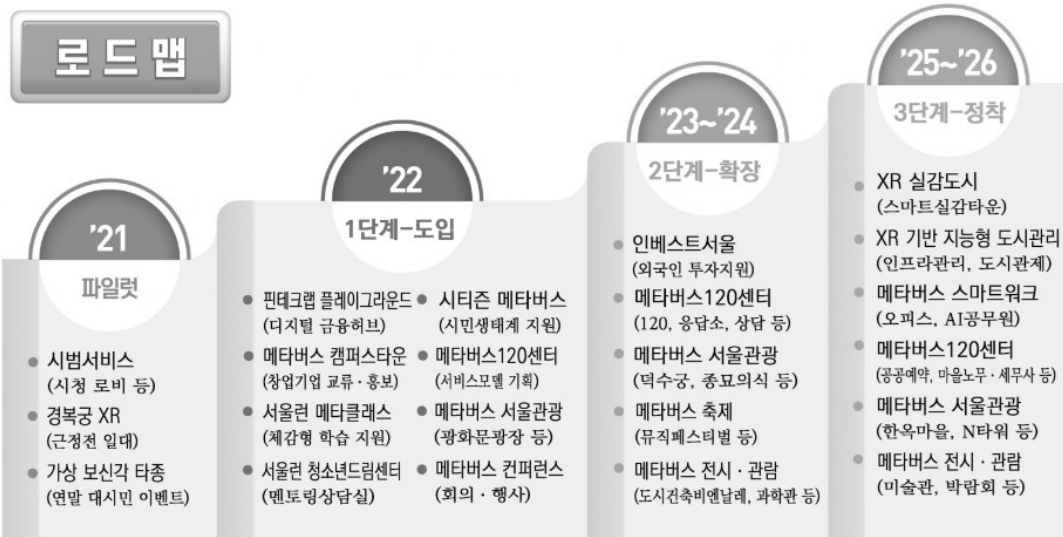 로드맵
'21
파일럿
시범서비스
(시청 로비 등)
경복궁 XR
(근정전 일대)
가상 보신각 타종
(연말 대시민 이벤트)
'22
1단계-도입
핀테크랩 플레이그라운드
(디지털 금융허브)
메타버스 캠퍼스타운
(창업기업 교류·홍보)
서울런 메타클래스
(체감형 학습 지원)
서울런 청소년드림센터
(멘토링상담실)
시티즌 메타버스
(시민생태계 지원)
메타버스120센터
(서비스모델 기획)
메타버스 서울관광
(광화문광장 등)
메타버스 컨퍼런스
(회의·행사)
'23~'24
2단계-확장
인베스트서울
(외국인 투자지원)
메타버스120센터
(120, 응답소, 상담 등)
메타버스 서울관광
(덕수궁, 종묘의식 등)
메타버스 축제
(뮤직페스티벌 등)
메타버스 전시·관람
(도시건축비엔날레, 과학관 등)
'25~'26
3단계-정착
XR 실감도시
(스마트실감타운)
XR 기반 지능형 도시관리
(인프라관리, 도시관제)
메타버스 스마트워크
(오피스, AI공무원)
메타버스120센터
(공공예약, 마을노무·세무사 등)
메타버스 서울관광
(한옥마을, N타워 등)
메타버스 전시·관람
(미술관, 박람회 등)